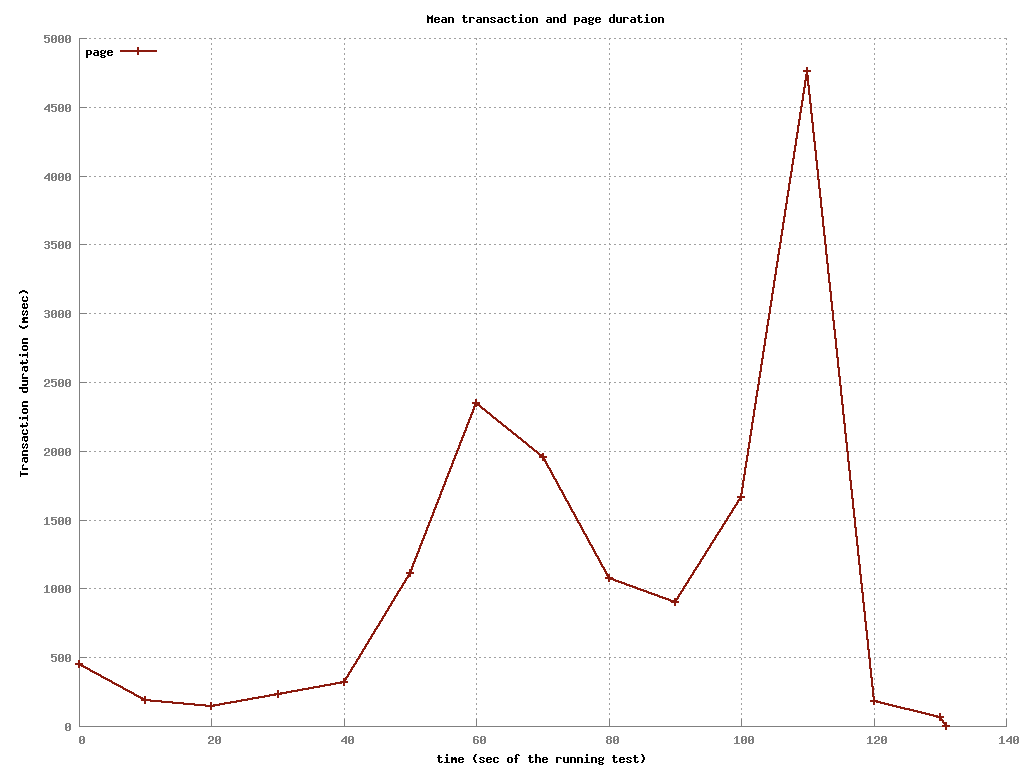 Mean transaction and page duration
page
5000
4500
4000
3500
3000
2500
2000
1500
1000
500
0
Transaction duration (msec)
0 20 40 60 80 100 120 140
time (sec of the running test)